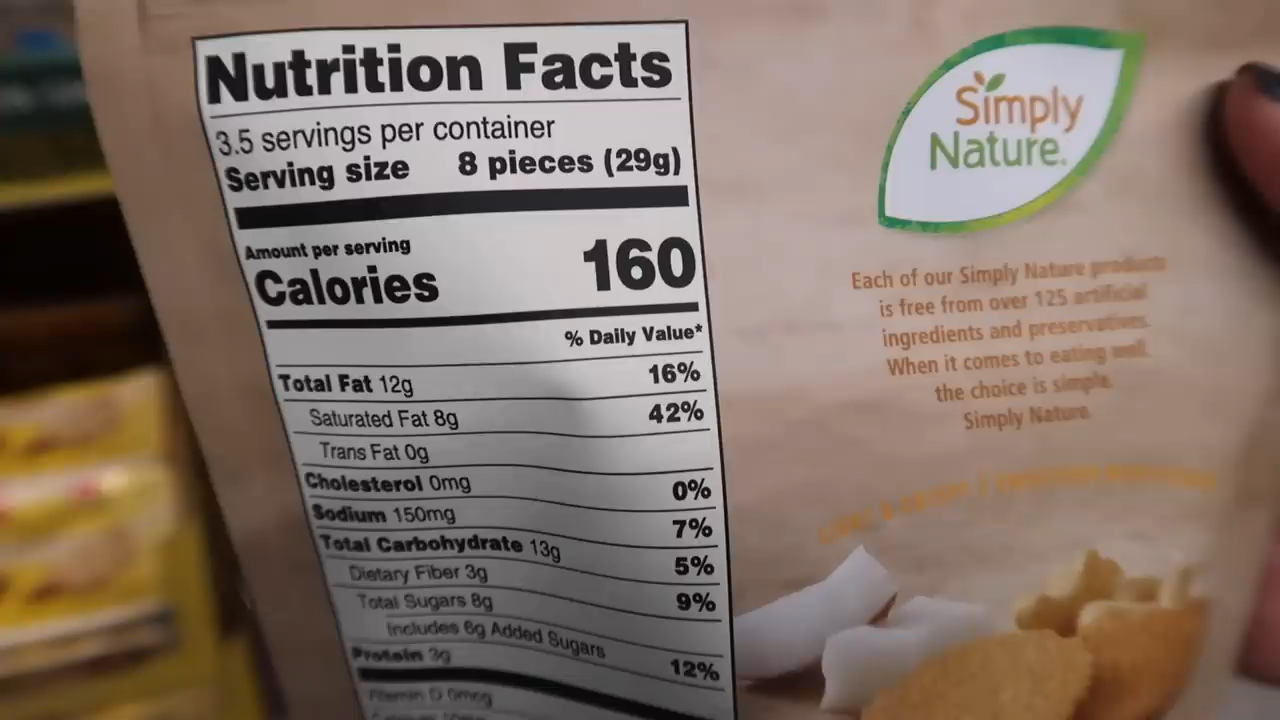 Nutrition Facts
3.5 servings per container
Serving size 8 pieces (29g)
Amount per serving
Calories 160
% Daily Value*
Total Fat 12g 16%
Saturated Fat 8g 42%
Trans Fat 0g
Cholesterol 0mg 0%
Sodium 150mg 7%
Total Carbohydrate 13g 5%
Dietary Fiber 3g 9%
Total Sugars 8g
Includes 6g Added Sugars 12%
Protein 3g
Vitamin D 0mcg
Simply
Nature.
Each of our Simply Nature products
is free from over 125 artificial
ingredients and preservatives.
When it comes to eating well,
the choice is simple.
Simply Nature.